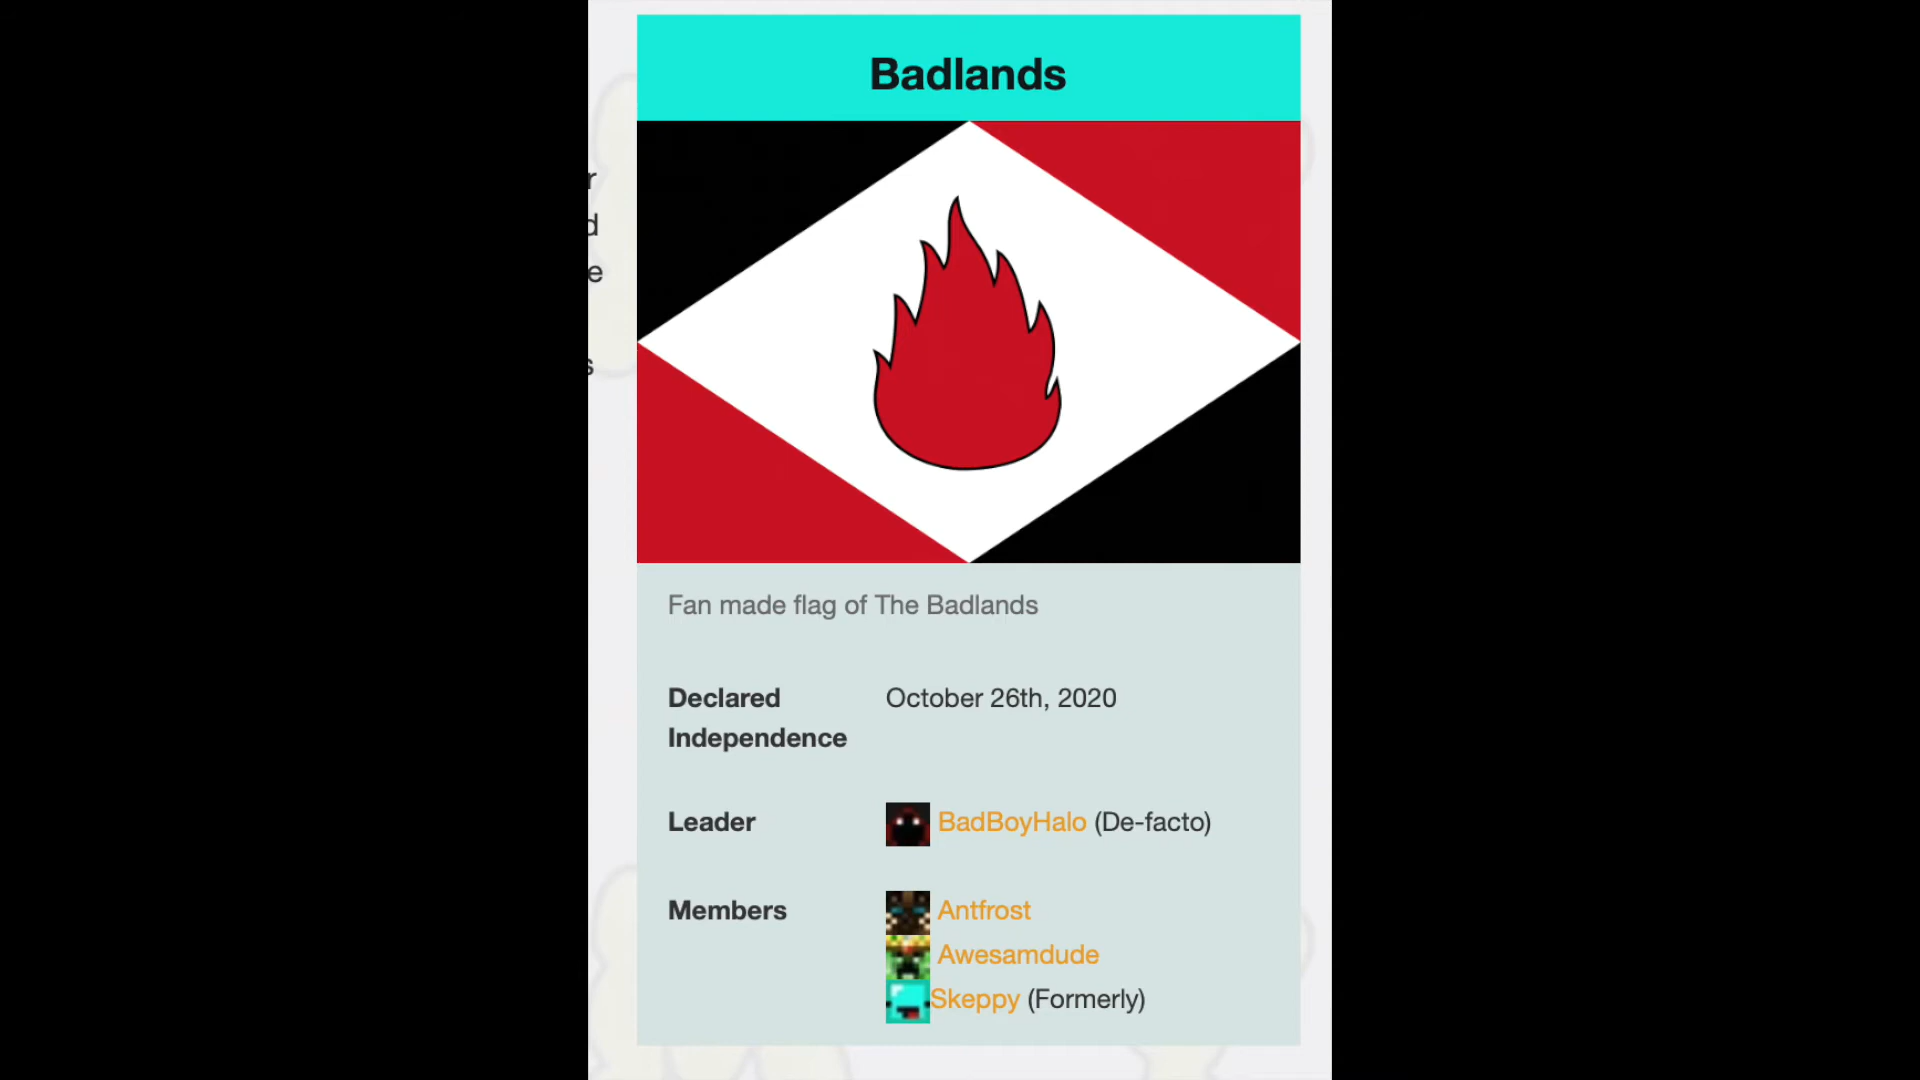 Badlands
r
d
e
s
Fan made flag of The Badlands
Declared Independence
October 26th, 2020
Leader
BadBoyHalo (De-facto)
Members
Antfrost
Awesamdude
Skeppy (Formerly)